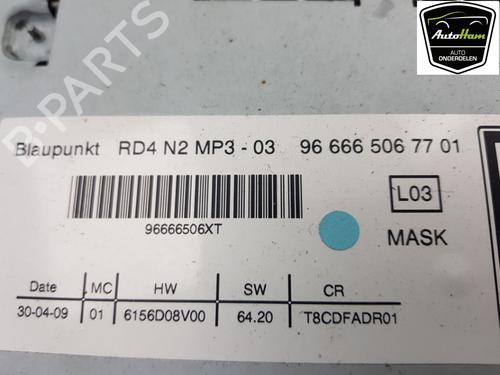 AutoHam
AUTO
ONDERDELEN
B-PARTS
Blaupunkt RD4 N2 MP3 - 03 96 666 506 77 01
L03
96666506XT
MASK
Date MC HW SW CR
30-04-09 01 6156D08V00 64.20 T8CDFADR01